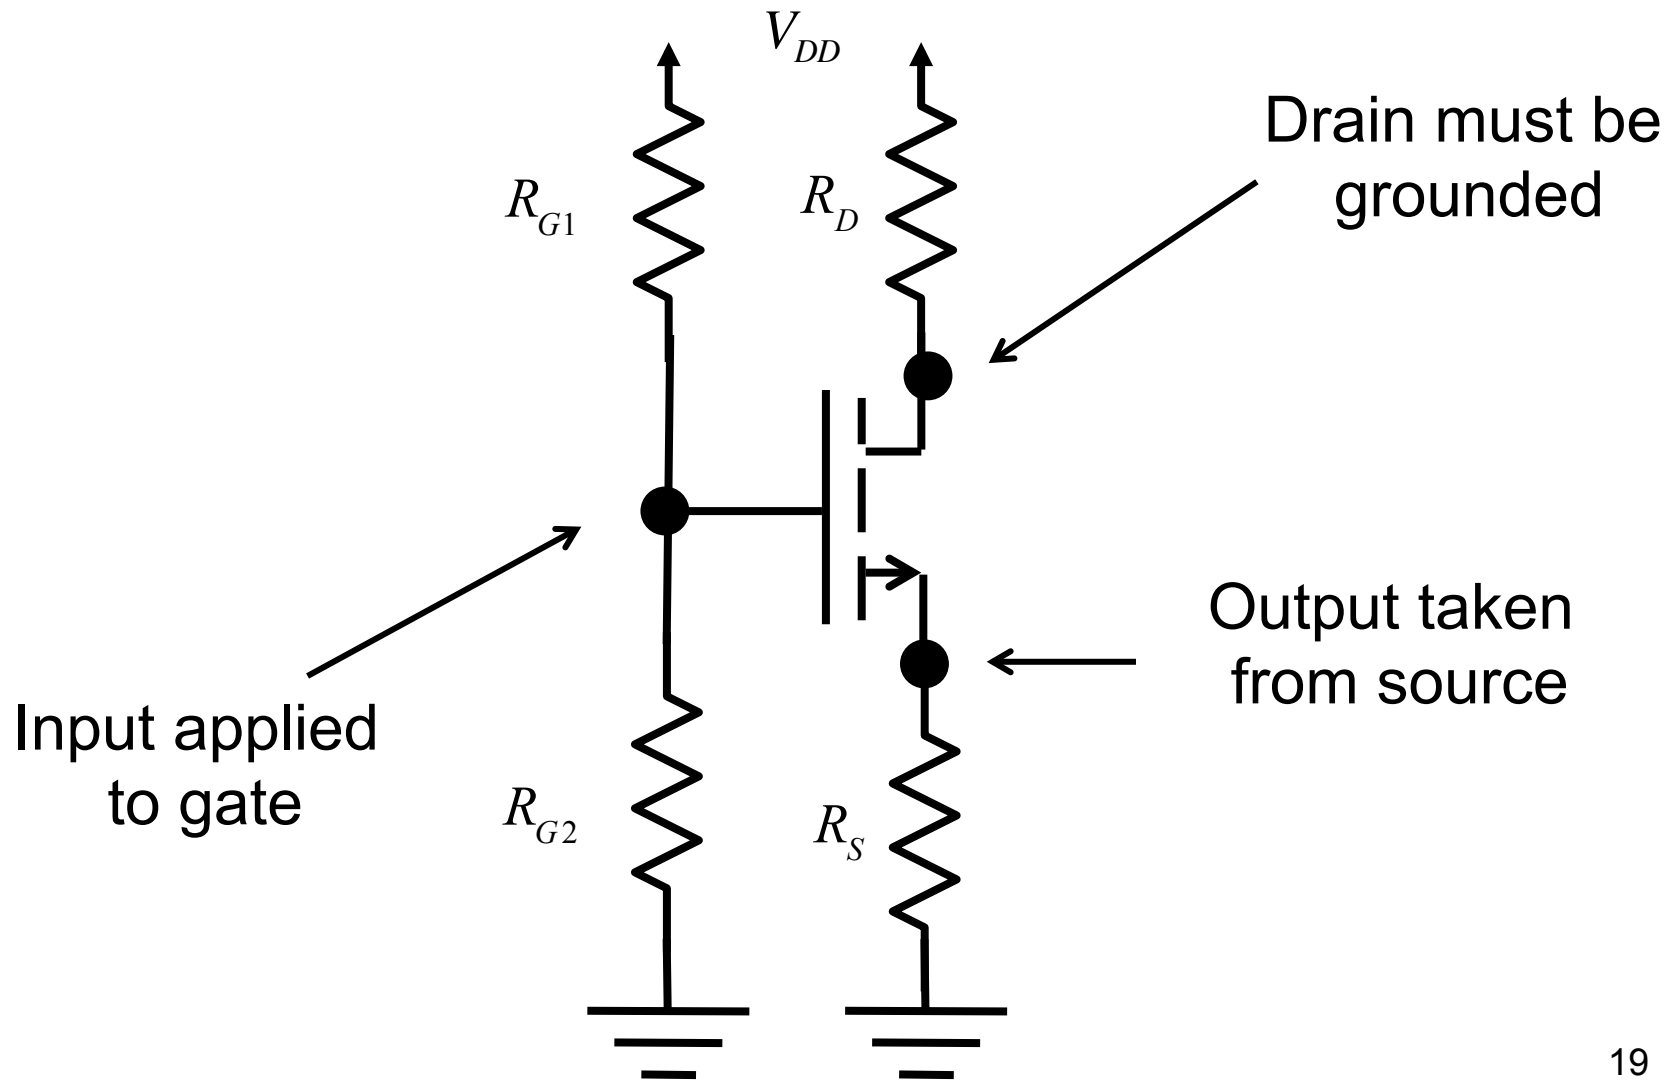 V_DD
Drain must be
grounded
R_G1
R_D
Output taken
from source
Input applied
to gate
R_G2
R_S
19